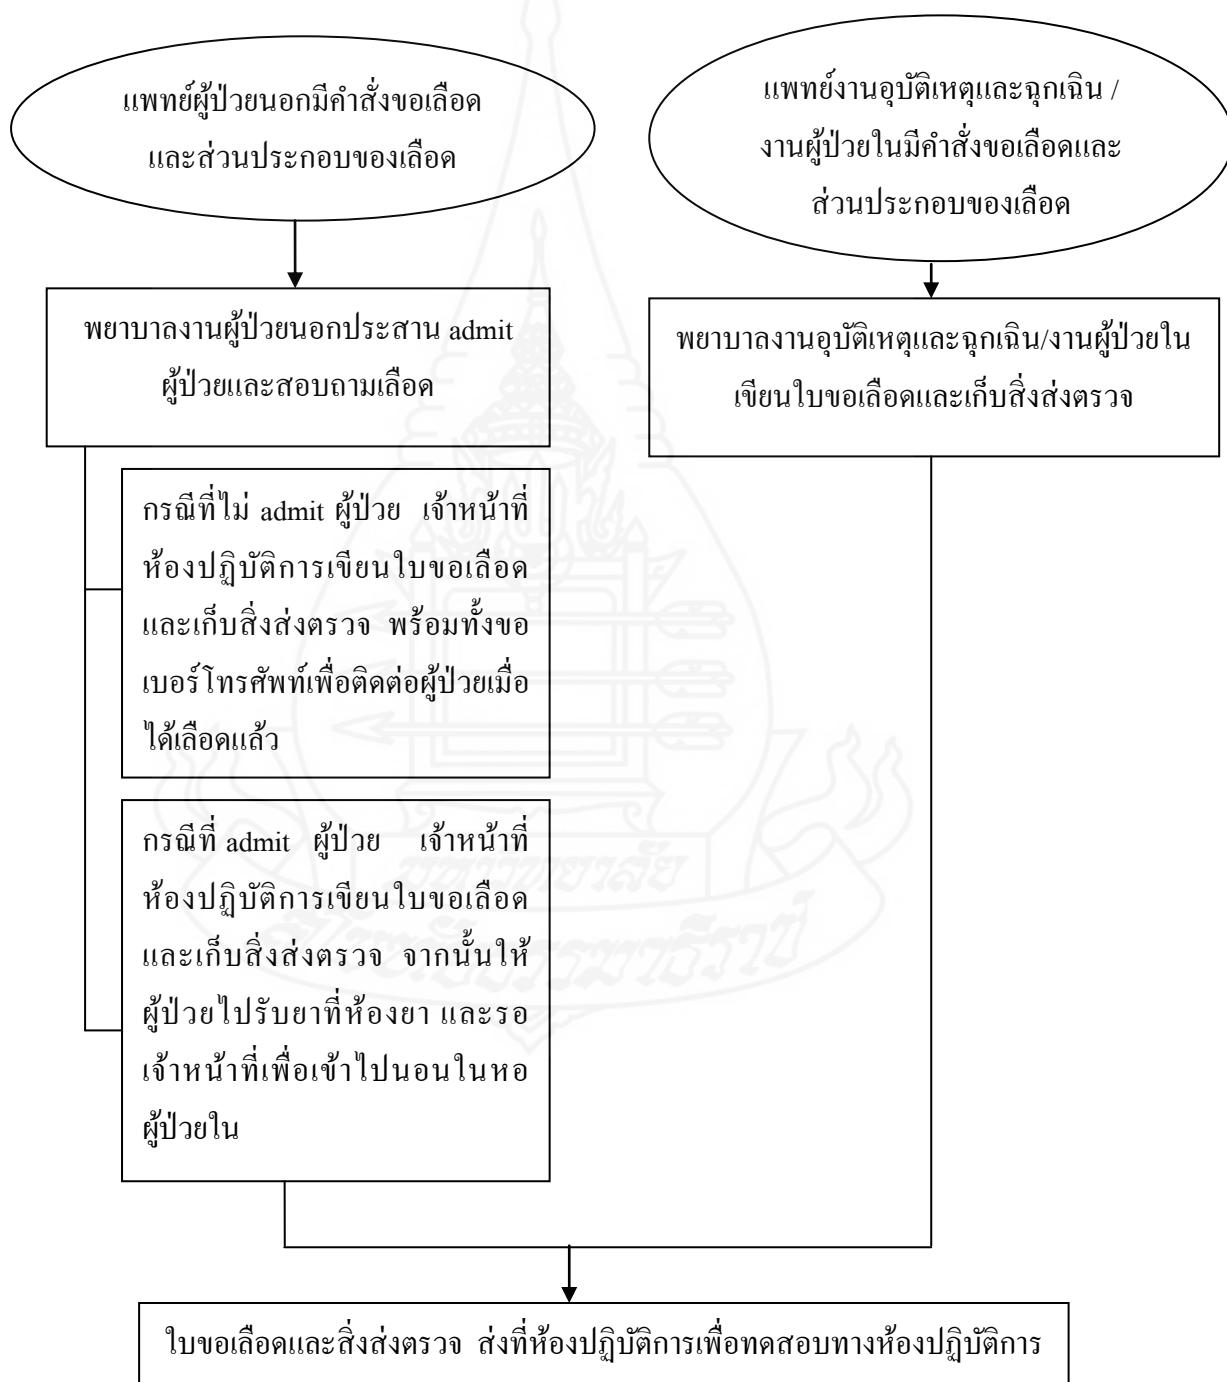 แพทย์ผู้ป่วยนอกมีคำสั่งขอเลือด
และส่วนประกอบของเลือด
แพทย์งานอุบัติเหตุและฉุกเฉิน /
งานผู้ป่วยในมีคำสั่งขอเลือดและ
ส่วนประกอบของเลือด
พยาบาลงานผู้ป่วยนอกประสาน admit
ผู้ป่วยและสอบถามเลือด
พยาบาลงานอุบัติเหตุและฉุกเฉิน/งานผู้ป่วยใน
เขียนใบขอเลือดและเก็บสิ่งส่งตรวจ
กรณีที่ไม่ admit ผู้ป่วย เจ้าหน้าที่
ห้องปฏิบัติการเขียนใบขอเลือด
และเก็บสิ่งส่งตรวจ พร้อมทั้งขอ
เบอร์โทรศัพท์เพื่อติดต่อผู้ป่วยเมื่อ
ได้เลือดแล้ว
กรณีที่ admit ผู้ป่วย เจ้าหน้าที่
ห้องปฏิบัติการเขียนใบขอเลือด
และเก็บสิ่งส่งตรวจ จากนั้นให้
ผู้ป่วยไปรับยาที่ห้องยา และรอ
เจ้าหน้าที่เพื่อเข้าไปนอนในหอ
ผู้ป่วยใน
มหาวิทยาลัย
สุโขทัยธรรมาธิราช
ใบขอเลือดและสิ่งส่งตรวจ ส่งที่ห้องปฏิบัติการเพื่อทดสอบทางห้องปฏิบัติการ